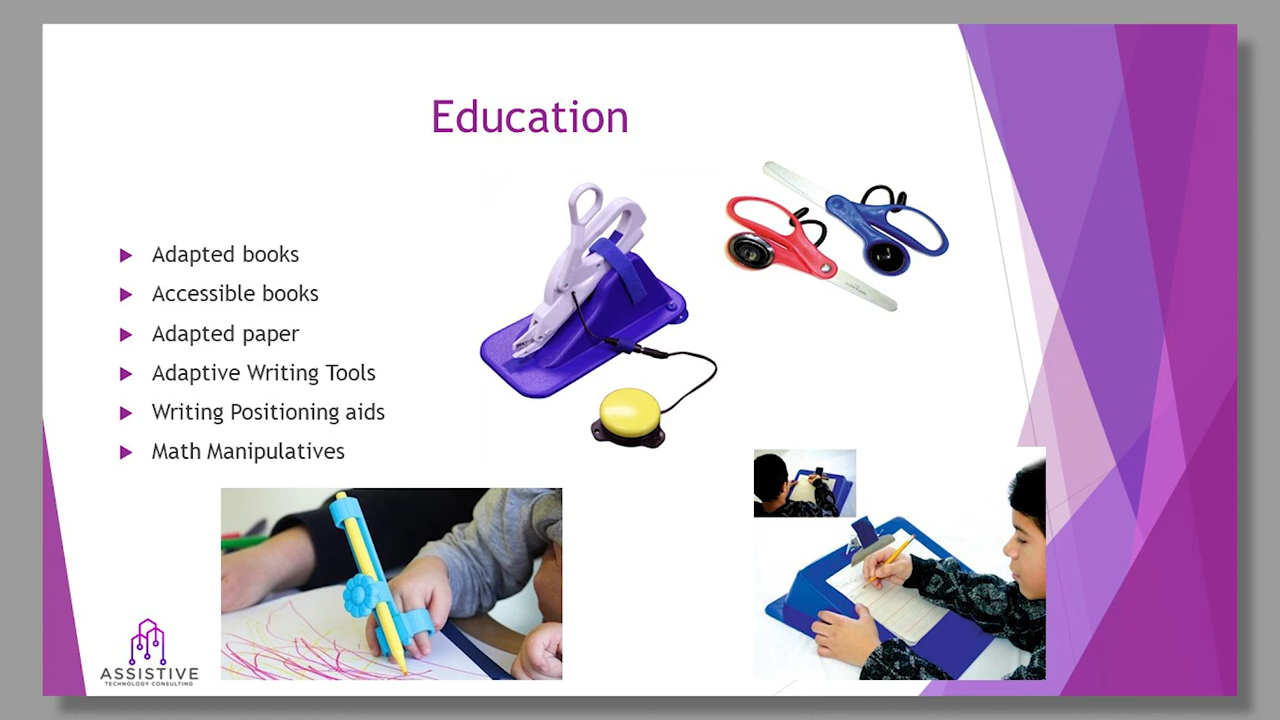 Education
Adapted books
Accessible books
Adapted paper
Adaptive Writing Tools
Writing Positioning aids
Math Manipulatives
ASSISTIVE
TECHNOLOGY CONSULTING